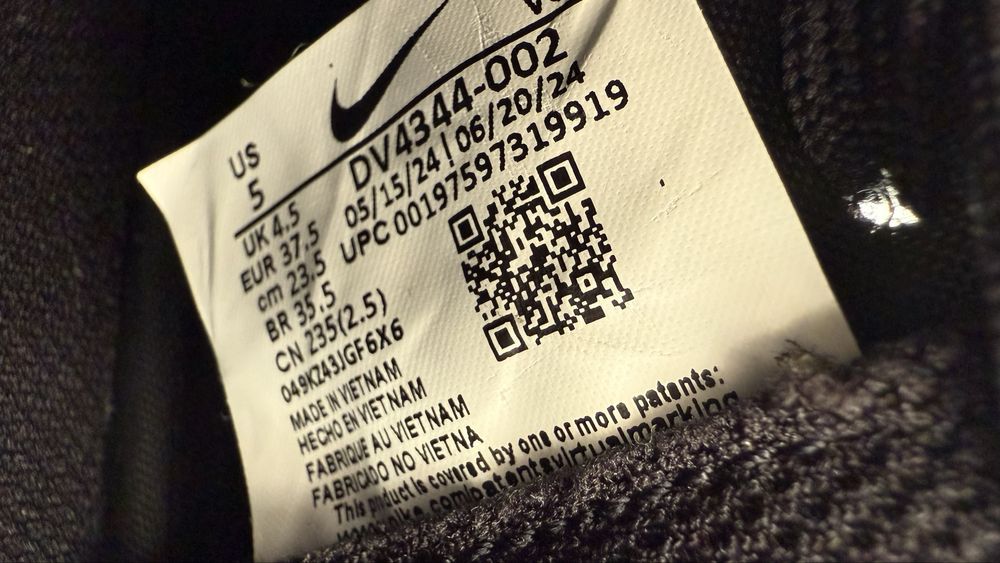 US
5
DV4344-002
05/15/24 ! 06/20/24
UPC 00197597319919
UK 4.5
EUR 37,5
cm 23,5
BR 35,5
CN 235(2.5)
049KZ43JGF6X6
MADE IN VIETNAM
HECHO EN VIETNAM
FABRIQUE AU VIETNAM
FABRICADO NO VIETNA
This product is covered by one or more patents: